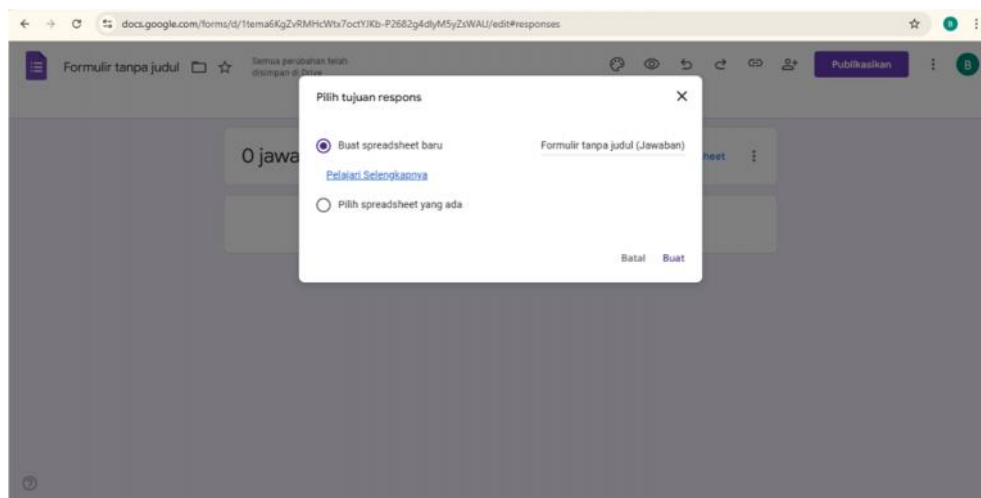 docs.google.com/forms/d/1tema6KgZvRMHcWtx7octYJKb-P2682g4dlyM5yZsWAU/edit#responses
B
Formulir tanpa judul
Semua perubahan telah
disimpan di Drive
Publikasikan
B
Pilih tujuan respons
0 jawa
Buat spreadsheet baru
Formulir tanpa judul (Jawaban)
heet
Pelajari Selengkapnya
Pilih spreadsheet yang ada
Batal
Buat